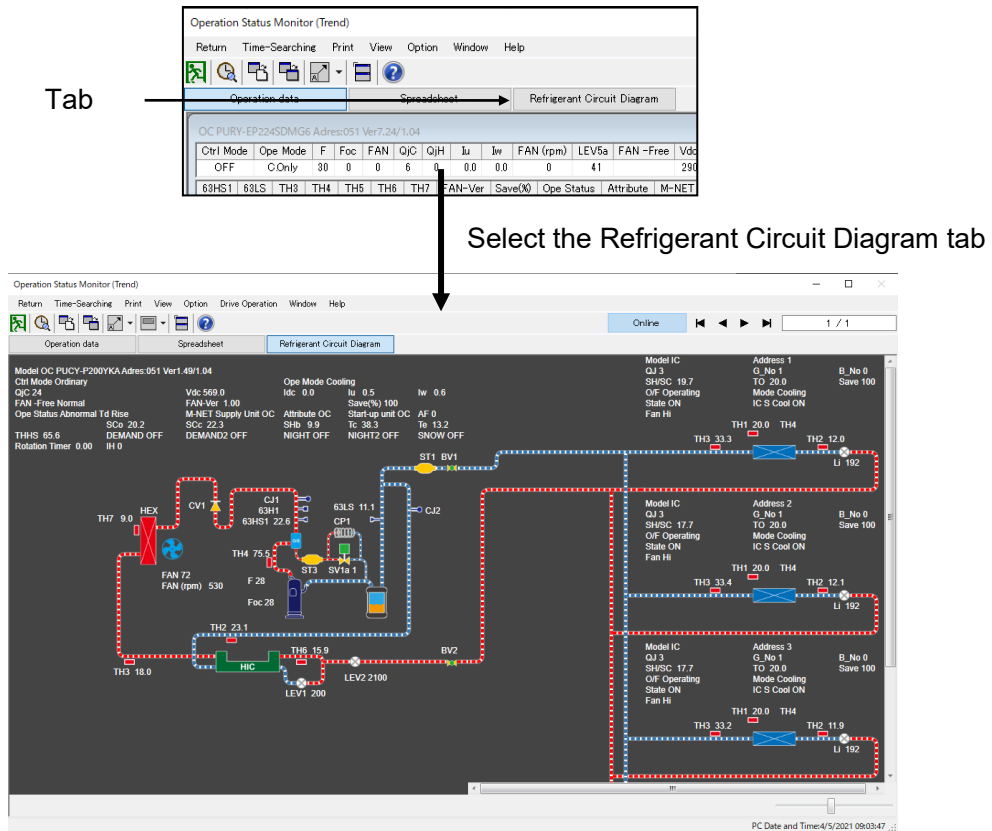 Operation Status Monitor (Trend)
Return Time-Searching Print View Option Window Help
Tab
Operation data Spreadsheet Refrigerant Circuit Diagram
OC PURY-EP224SDMG6 Adres:051 Ver7.24/1.04
Ctrl Mode Ope Mode F Foc FAN QjC QjH Iu Iw FAN (rpm) LEV5a FAN -Free Vdc
OFF C.Only 30 0 0 6 0 0.0 0.0 0 41 290
63HS1 63LS TH3 TH4 TH5 TH6 TH7 FAN-Ver Save(%) Ope Status Attribute M-NET
Select the Refrigerant Circuit Diagram tab
Operation Status Monitor (Trend)
Return Time-Searching Print View Option Drive Operation Window Help
Online 1 / 1
Operation data Spreadsheet Refrigerant Circuit Diagram
Model OC PUCY-P200YKA Adres:051 Ver1.49/1.04
Ctrl Mode Ordinary Ope Mode Cooling
QjC 24 Vdc 569.0 Idc 0.0 Iu 0.5 Iw 0.6
FAN -Free Normal FAN-Ver 1.00 Save(%) 100
Ope Status Abnormal Td Rise M-NET Supply Unit OC Attribute OC Start-up unit OC AF 0
SCo 20.2 SCc 22.3 SHb 9.9 Tc 38.3 Te 13.2
THHS 65.6 DEMAND OFF DEMAND2 OFF NIGHT OFF NIGHT2 OFF SNOW OFF
Rotation Timer 0.00 IH 0
ST1 BV1
HEX
TH7 9.0
CV1
CJ1
63H1
63HS1 22.6
63LS 11.1
CP1
CJ2
TH4 75.5
ST3 SV1a 1
FAN 72
FAN (rpm) 530
F 28
Foc 28
TH2 23.1
TH6 15.9
BV2
HIC
TH3 18.0
LEV2 2100
LEV1 200
Model IC Address 1
QJ 3 G_No 1 B_No 0
SH/SC 19.7 TO 20.0 Save 100
O/F Operating Mode Cooling
State ON IC S Cool ON
Fan Hi
TH1 20.0 TH4
TH3 33.3 TH2 12.0
Li 192
Model IC Address 2
QJ 3 G_No 1 B_No 0
SH/SC 17.7 TO 20.0 Save 100
O/F Operating Mode Cooling
State ON IC S Cool ON
Fan Hi
TH1 20.0 TH4
TH3 33.4 TH2 12.1
Li 192
Model IC Address 3
QJ 3 G_No 1 B_No 0
SH/SC 17.7 TO 20.0 Save 100
O/F Operating Mode Cooling
State ON IC S Cool ON
Fan Hi
TH1 20.0 TH4
TH3 33.2 TH2 11.9
Li 192
PC Date and Time:4/5/2021 09:03:47